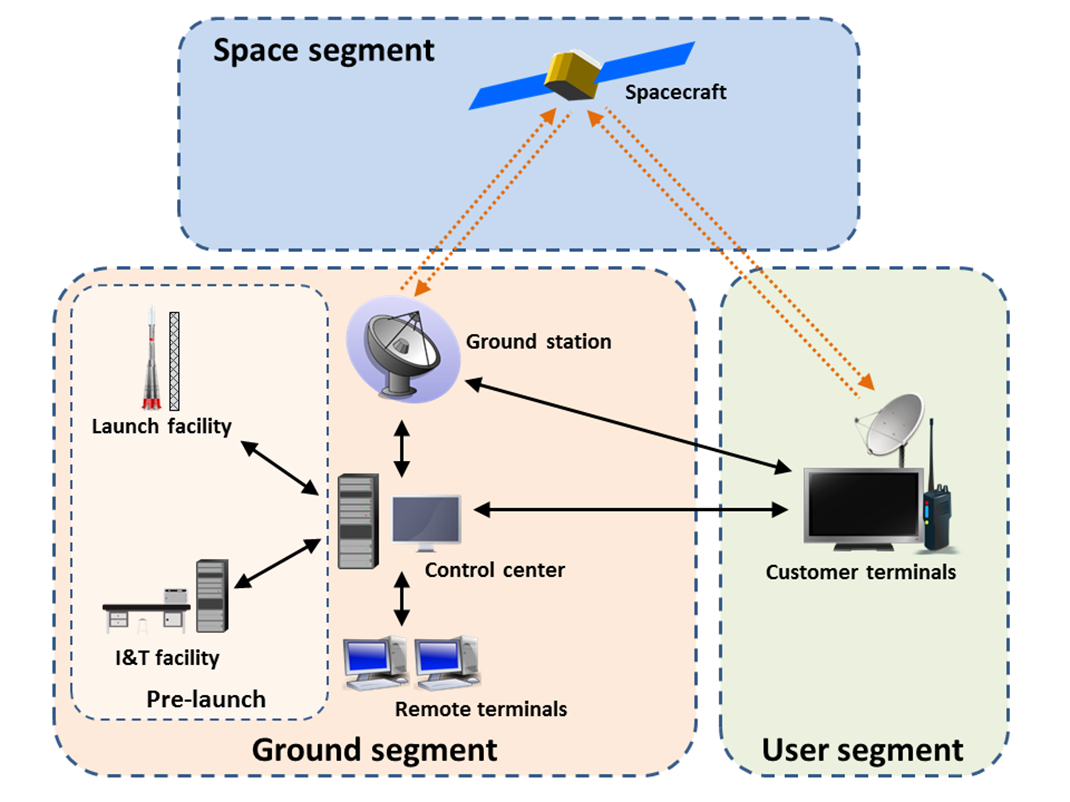 Space segment
Spacecraft
Ground station
Launch facility
Control center
Customer terminals
I&T facility
Pre-launch
Remote terminals
Ground segment
User segment